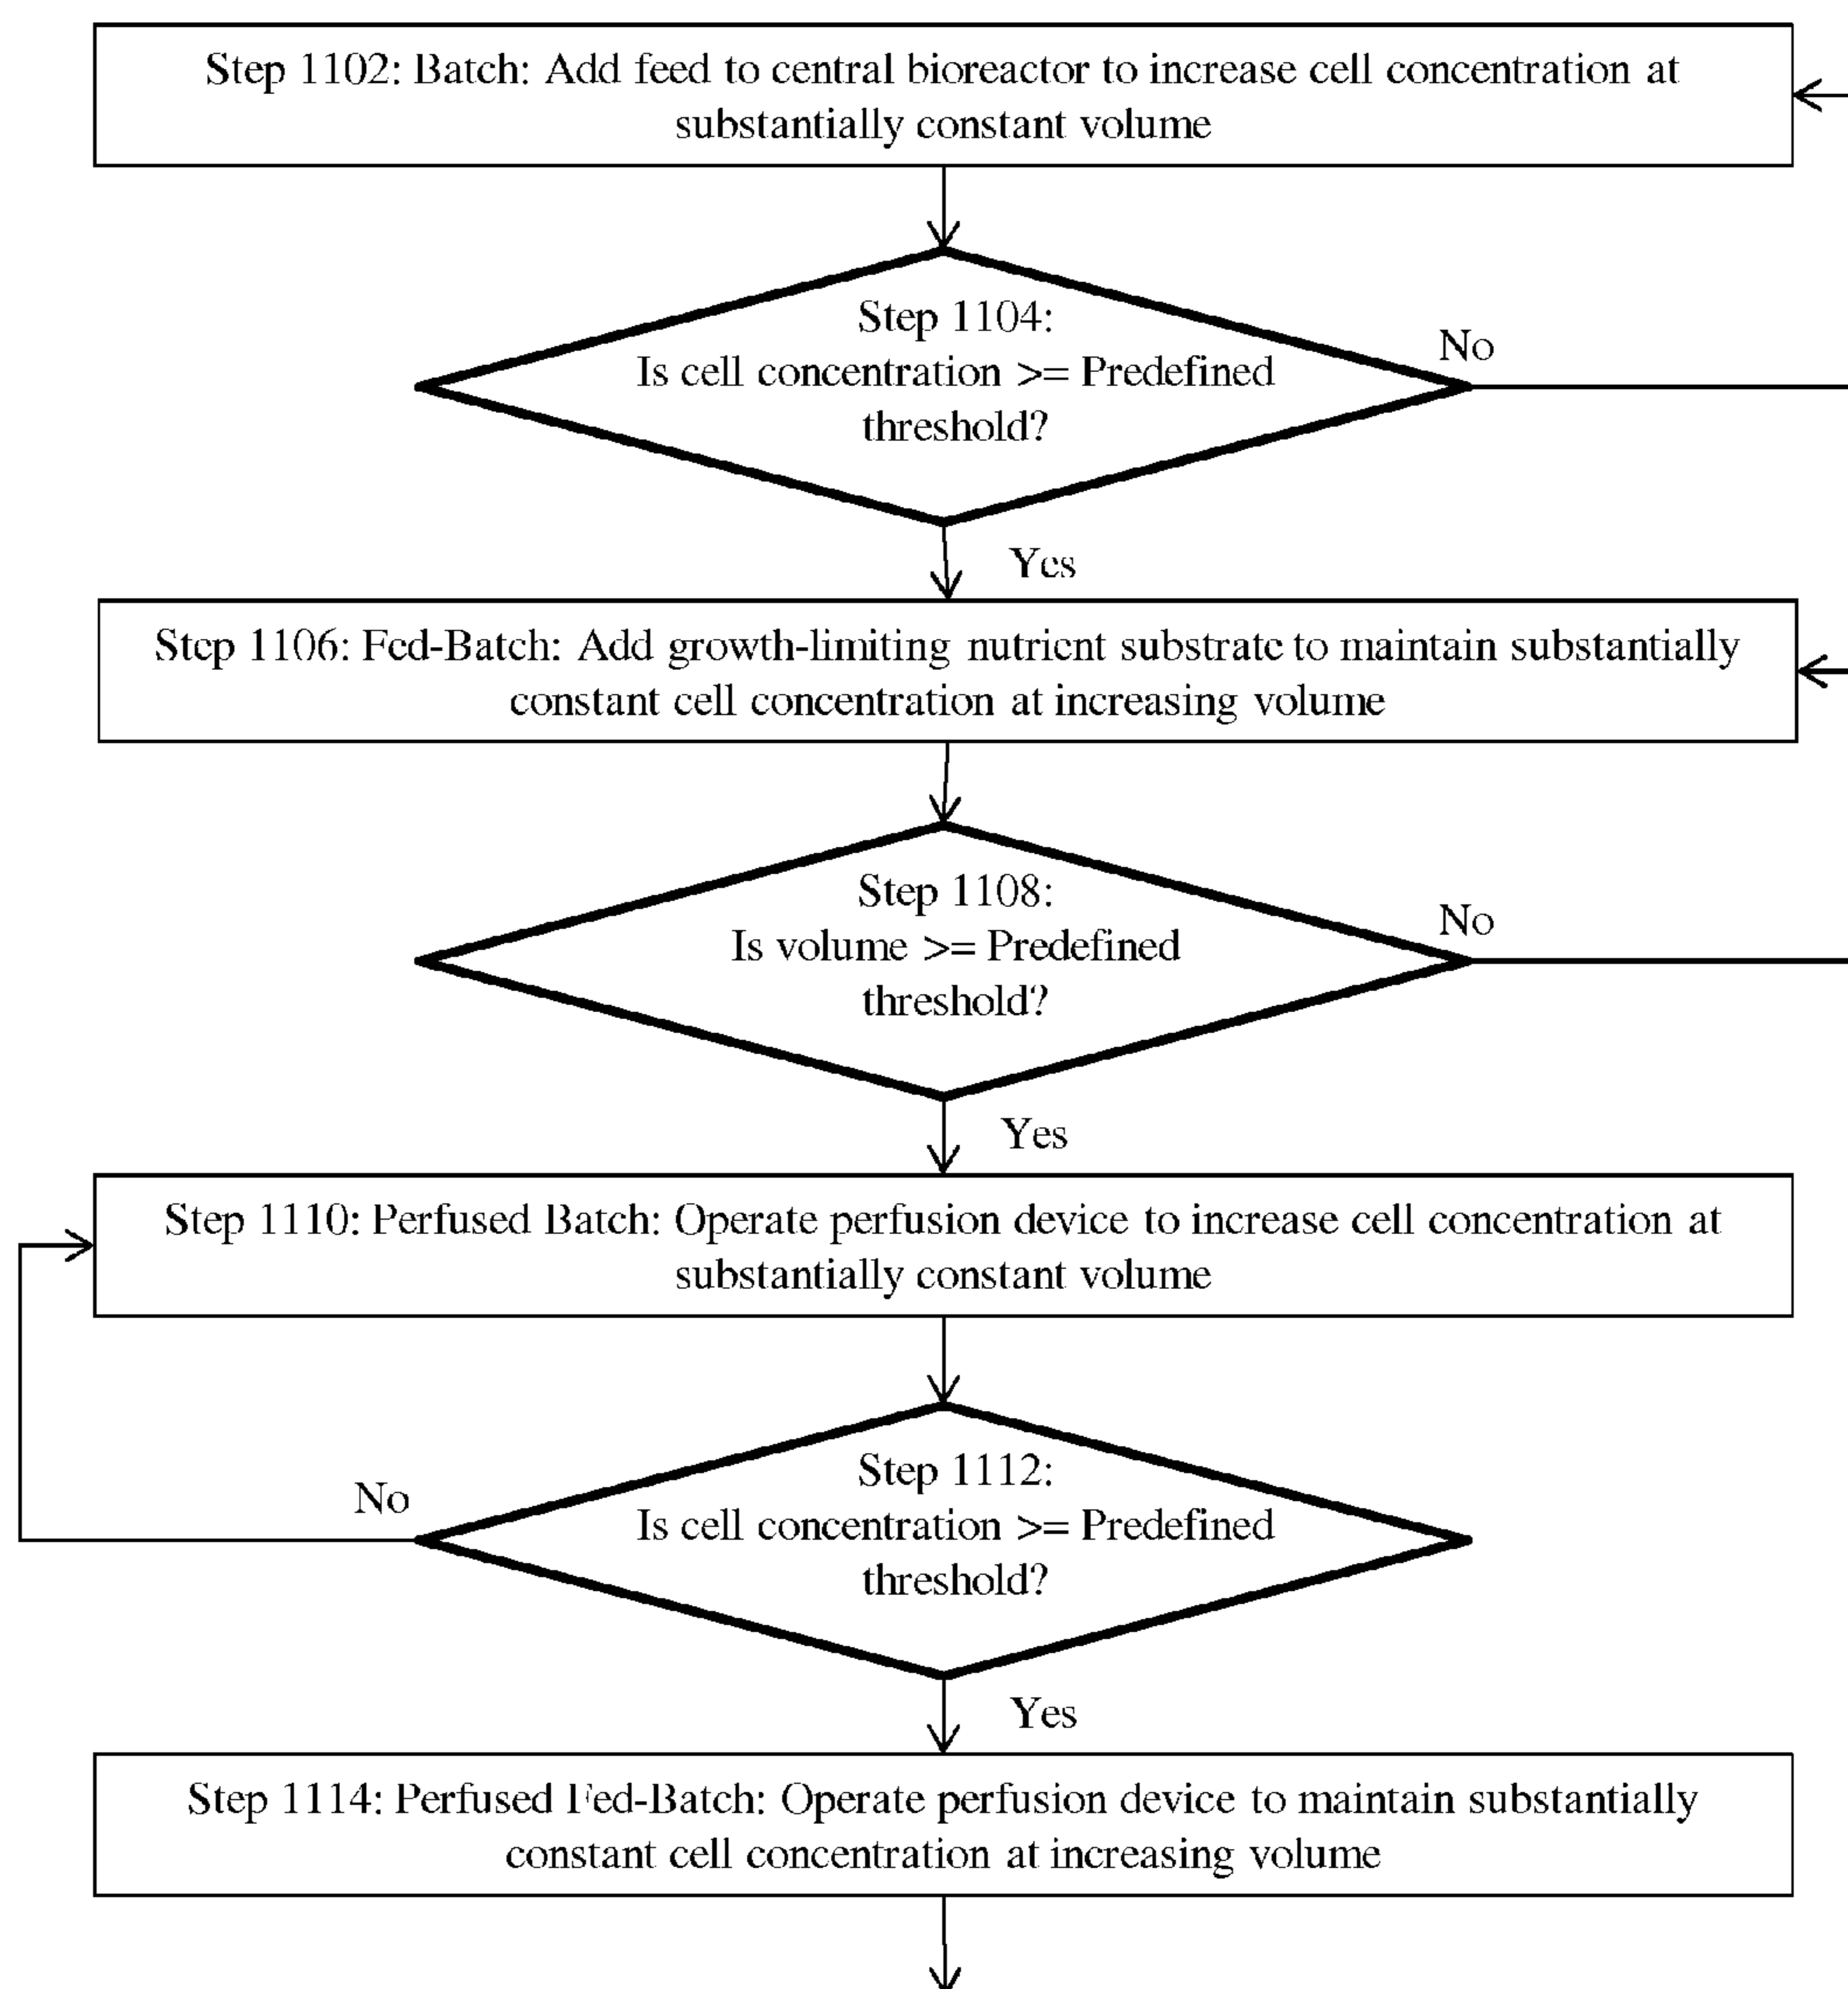 Step 1102: Batch: Add feed to central bioreactor to increase cell concentration at
substantially constant volume
Step 1104:
Is cell concentration >= Predefined
threshold?
No
Yes
Step 1106: Fed-Batch: Add growth-limiting nutrient substrate to maintain substantially
constant cell concentration at increasing volume
Step 1108:
Is volume >= Predefined
threshold?
No
Yes
Step 1110: Perfused Batch: Operate perfusion device to increase cell concentration at
substantially constant volume
Step 1112:
Is cell concentration >= Predefined
threshold?
No
Yes
Step 1114: Perfused Fed-Batch: Operate perfusion device to maintain substantially
constant cell concentration at increasing volume